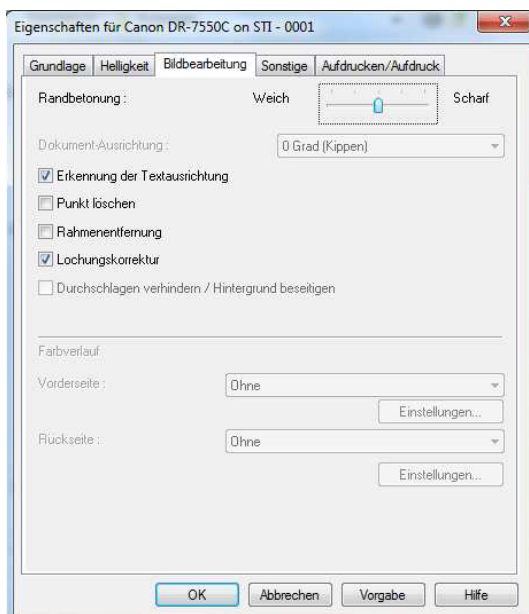 Eigenschaften für Canon DR-7550C on STI - 0001
Grundlage Helligkeit Bildbearbeitung Sonstige Aufdrucken/Aufdruck
Randbetonung : Weich Scharf
Dokument-Ausrichtung : 0 Grad (Kippen)
Erkennung der Textausrichtung
Punkt löschen
Rahmenentfernung
Lochungskorrektur
Durchschlagen verhindern / Hintergrund beseitigen
Farbverlauf
Vorderseite : Ohne
Einstellungen...
Rückseite : Ohne
Einstellungen...
OK Abbrechen Vorgabe Hilfe